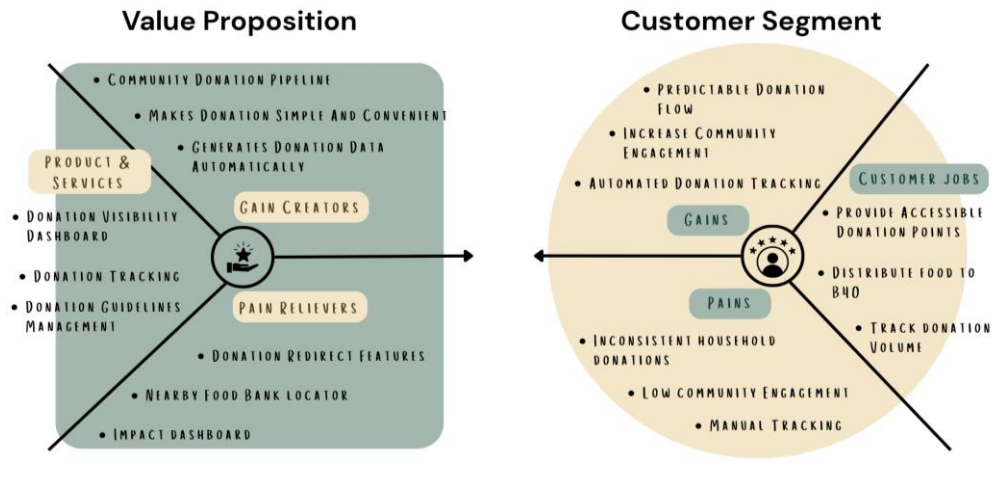 Value Proposition
COMMUNITY DONATION PIPELINE
MAKES DONATION SIMPLE AND CONVENIENT
GENERATES DONATION DATA
AUTOMATICALLY
PRODUCT &
SERVICES
GAIN CREATORS
DONATION VISIBILITY
DASHBOARD
DONATION TRACKING
DONATION GUIDELINES
MANAGEMENT
PAIN RELIEVERS
DONATION REDIRECT FEATURES
NEARBY FOOD BANK LOCATOR
IMPACT DASHBOARD
Customer Segment
PREDICTABLE DONATION
FLOW
INCREASE COMMUNITY
ENGAGEMENT
AUTOMATED DONATION TRACKING
GAINS
CUSTOMER JOBS
PROVIDE ACCESSIBLE
DONATION POINTS
DISTRIBUTE FOOD TO
B40
TRACK DONATION
VOLUME
PAINS
INCONSISTENT HOUSEHOLD
DONATIONS
LOW COMMUNITY ENGAGEMENT
MANUAL TRACKING